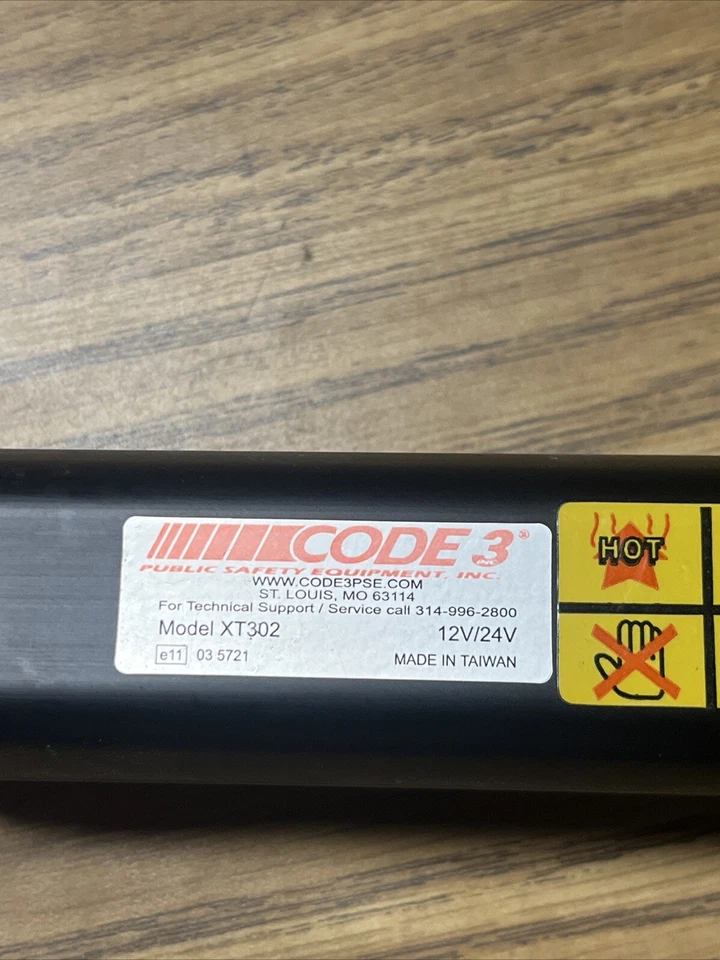 CODE 3®
INC.
PUBLIC SAFETY EQUIPMENT, INC.
WWW.CODE3PSE.COM
ST. LOUIS, MO 63114
For Technical Support / Service call 314-996-2800
Model XT302 12V/24V
e11 03 5721 MADE IN TAIWAN
HOT